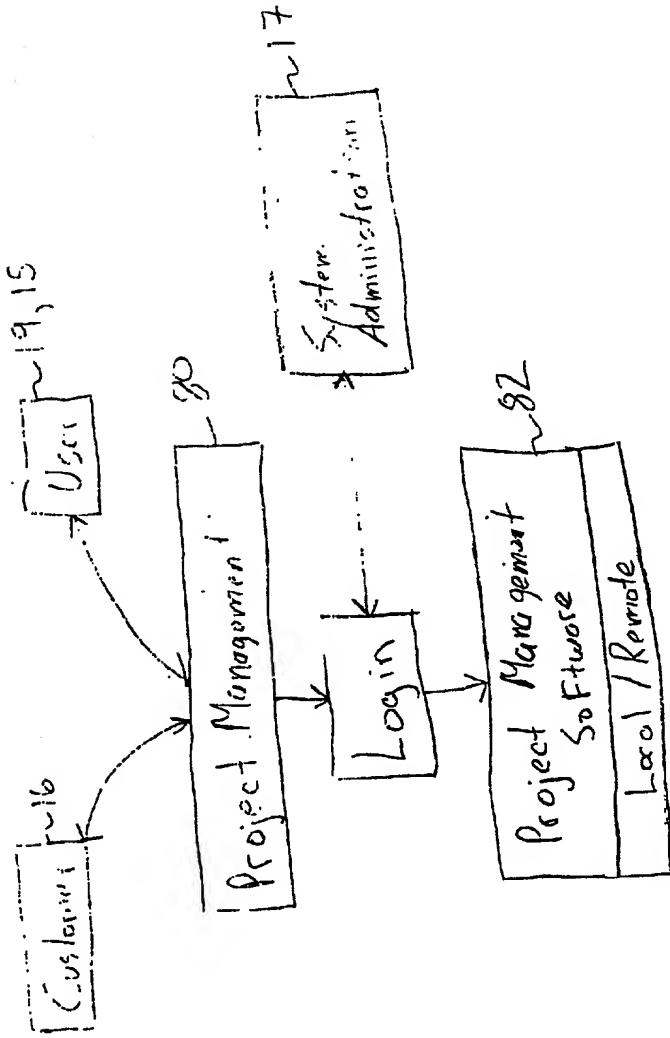 Customer
~16
User
~19, 15
Project Management
80
Login
System
Administration
~17
Project Management
Software
Local / Remote
82